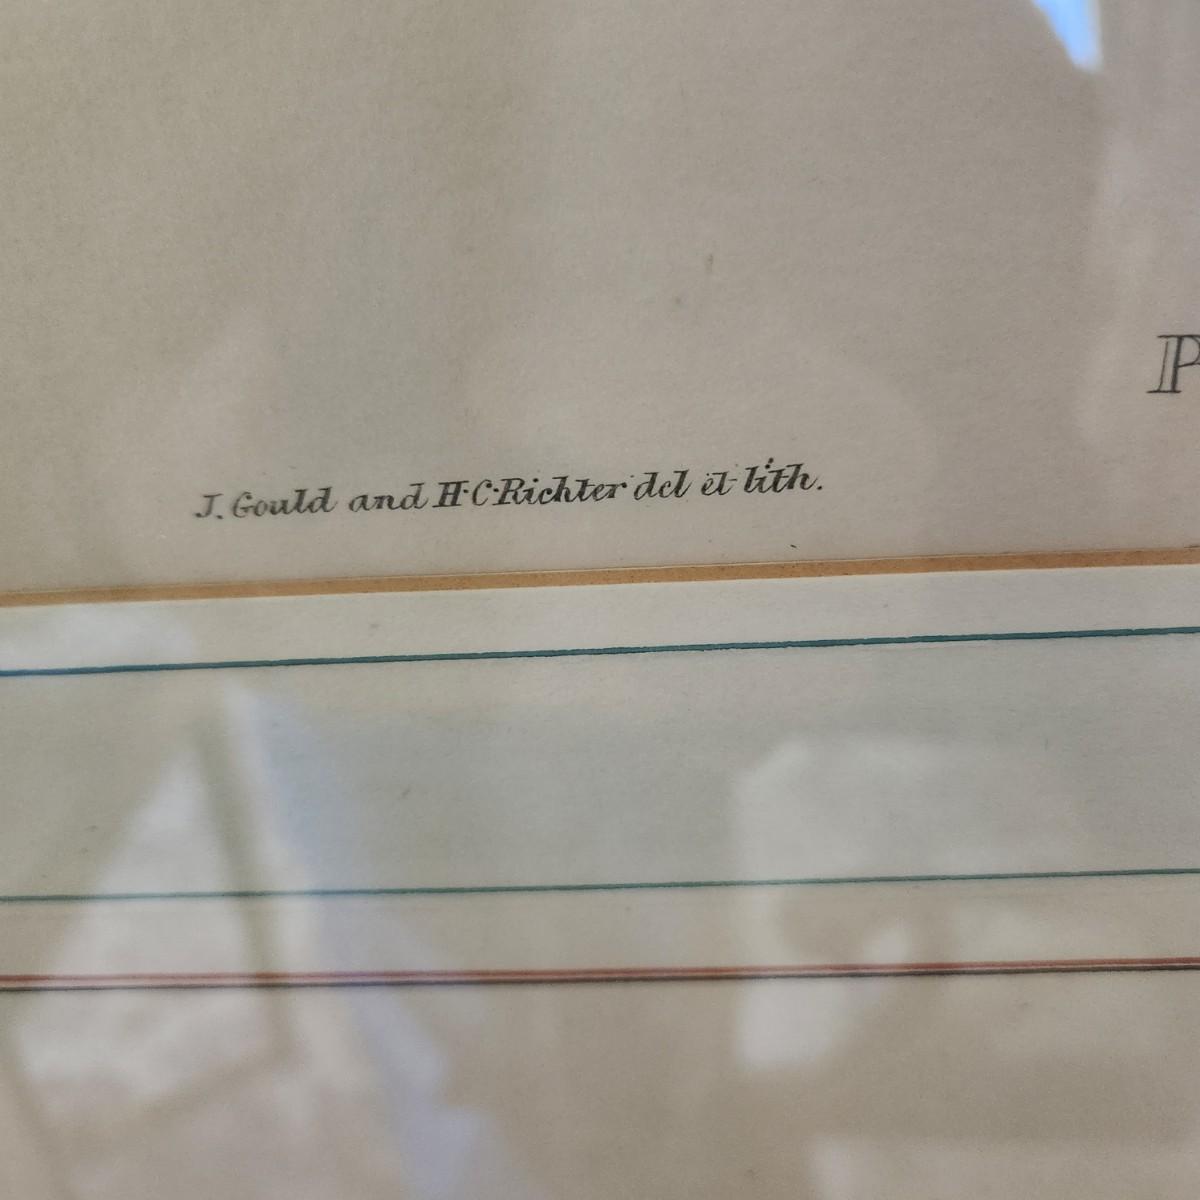 P
J. Gould and H.C. Richter del et lith.